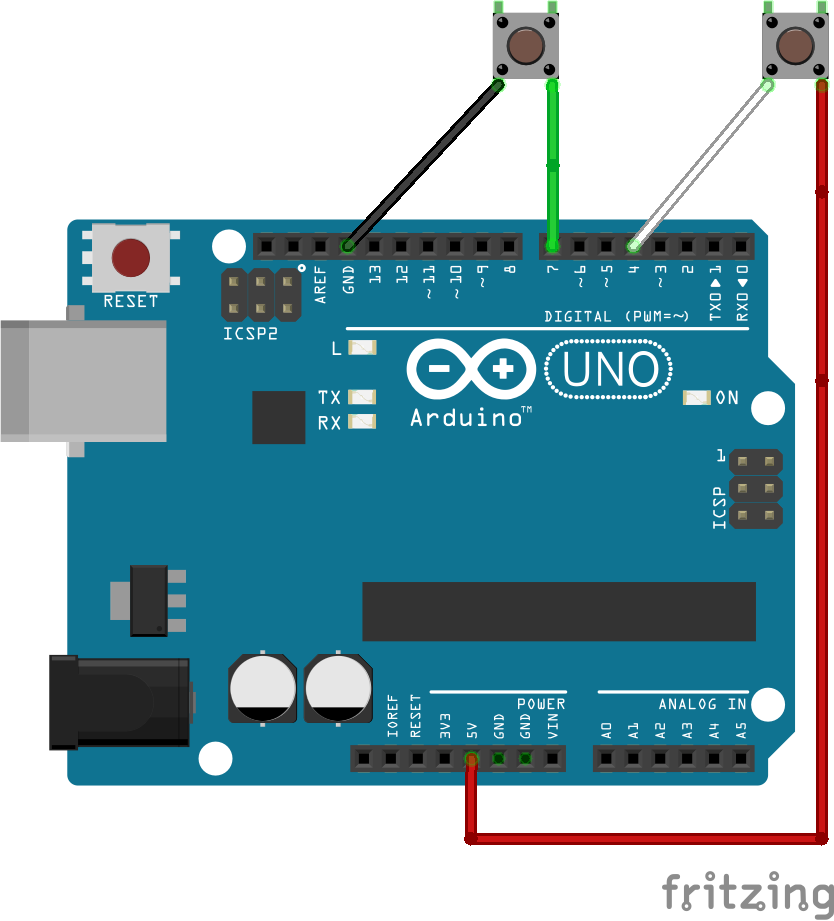 RESET
ICSP2
AREF
GND
13
12
~11
~10
~9
8
7
~6
~5
4
~3
2
TX0▶1
RX0◀0
DIGITAL (PWM=~)
L
TX
RX
Arduino™
UNO
ON
1
ICSP
POWER
ANALOG IN
IOREF
RESET
3V3
5V
GND
GND
VIN
A0
A1
A2
A3
A4
A5
fritzing